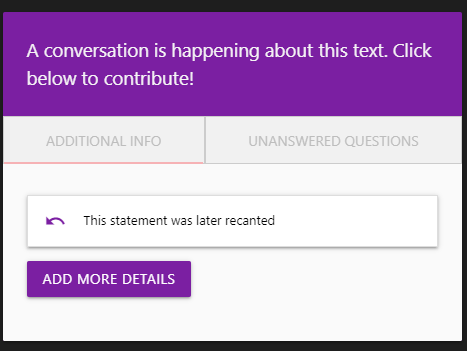 A conversation is happening about this text. Click
below to contribute!
ADDITIONAL INFO
UNANSWERED QUESTIONS
This statement was later recanted
ADD MORE DETAILS